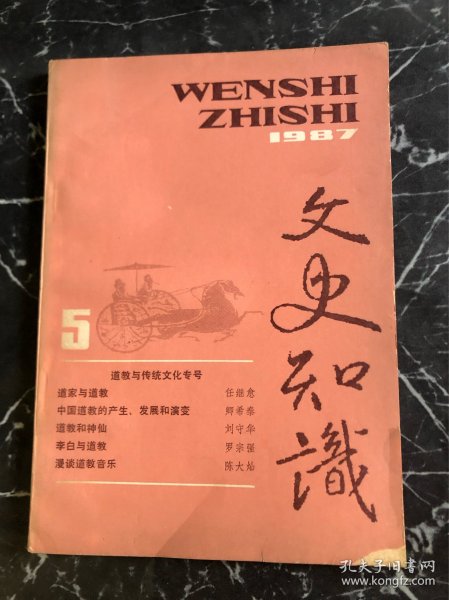 WENSHI
ZHISHI
1987
文史知識
5
道教与传统文化专号
道家与道教 任继愈
中国道教的产生、发展和演变 卿希泰
道教和神仙 刘守华
李白与道教 罗宗强
漫谈道教音乐 陈大灿
孔夫子旧书网
www.kongfz.com